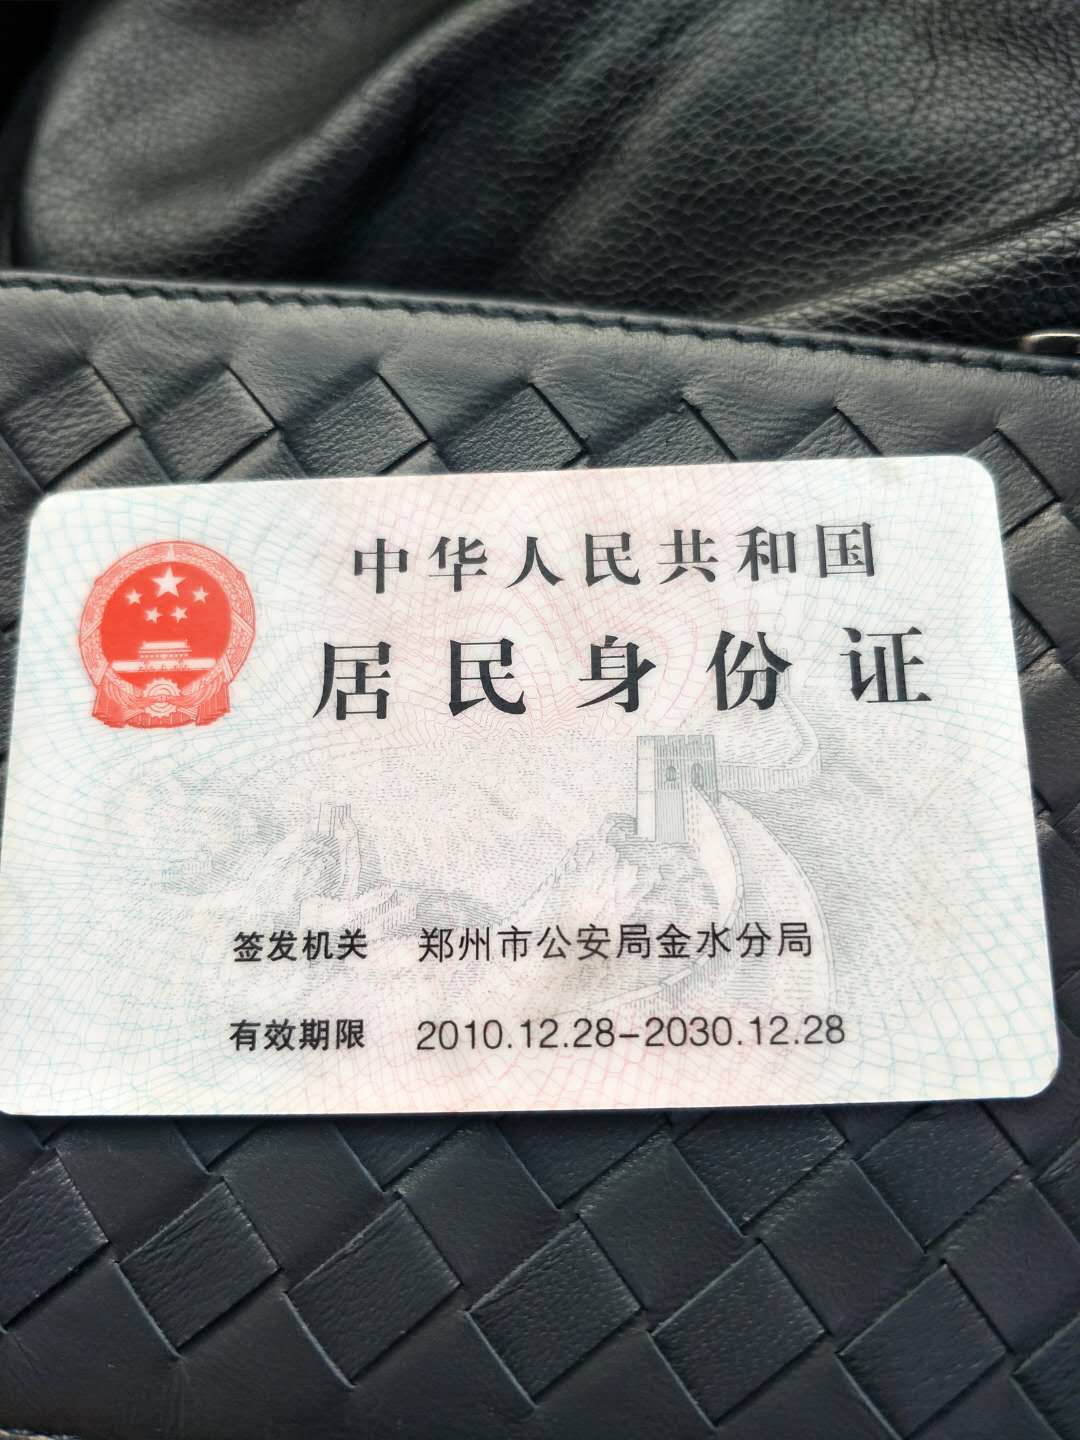 中华人民共和国
居民身份证
签发机关 郑州市公安局金水分局
有效期限 2010.12.28-2030.12.28